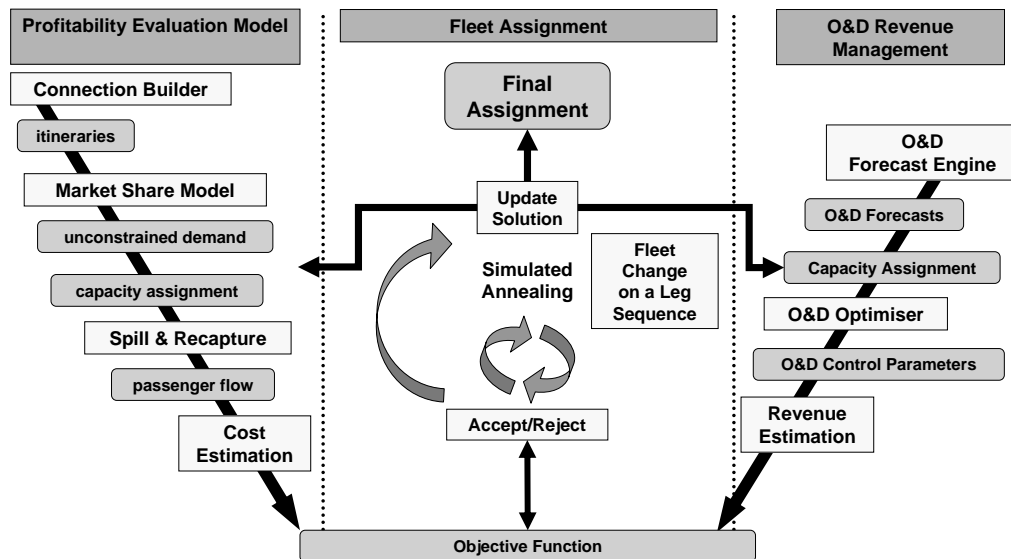 Profitability Evaluation Model
Connection Builder
itineraries
Market Share Model
unconstrained demand
capacity assignment
Spill & Recapture
passenger flow
Cost
Estimation
Fleet Assignment
Final
Assignment
Update
Solution
Simulated
Annealing
Fleet
Change
on a Leg
Sequence
Accept/Reject
O&D Revenue
Management
O&D
Forecast Engine
O&D Forecasts
Capacity Assignment
O&D Optimiser
O&D Control Parameters
Revenue
Estimation
Objective Function